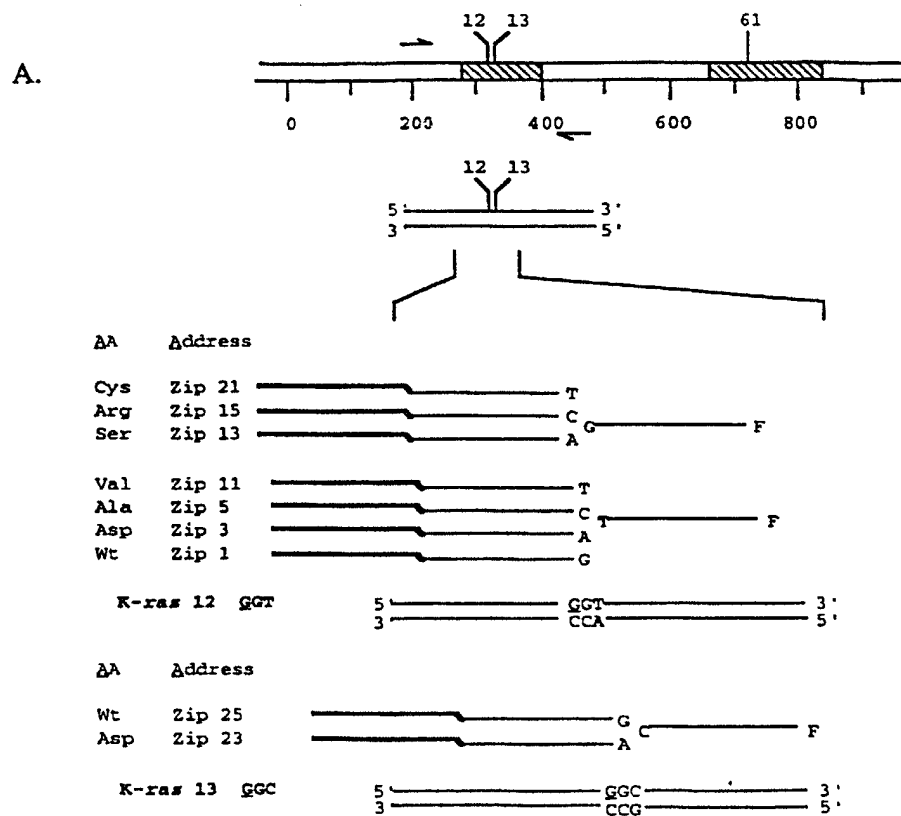 A.
12 13 61
0 200 400 600 800
12 13
5' 3'
3 5'
AA Address
Cys Zip 21 T
Arg Zip 15 C
G F
Ser Zip 13 A
Val Zip 11 T
Ala Zip 5 C
T F
Asp Zip 3 A
Wt Zip 1 G
K-ras 12 GGT 5' GGT 3'
3 CCA 5'
AA Address
Wt Zip 25 G
C F
Asp Zip 23 A
K-ras 13 GGC 5 GGC 3'
3 CCG 5'